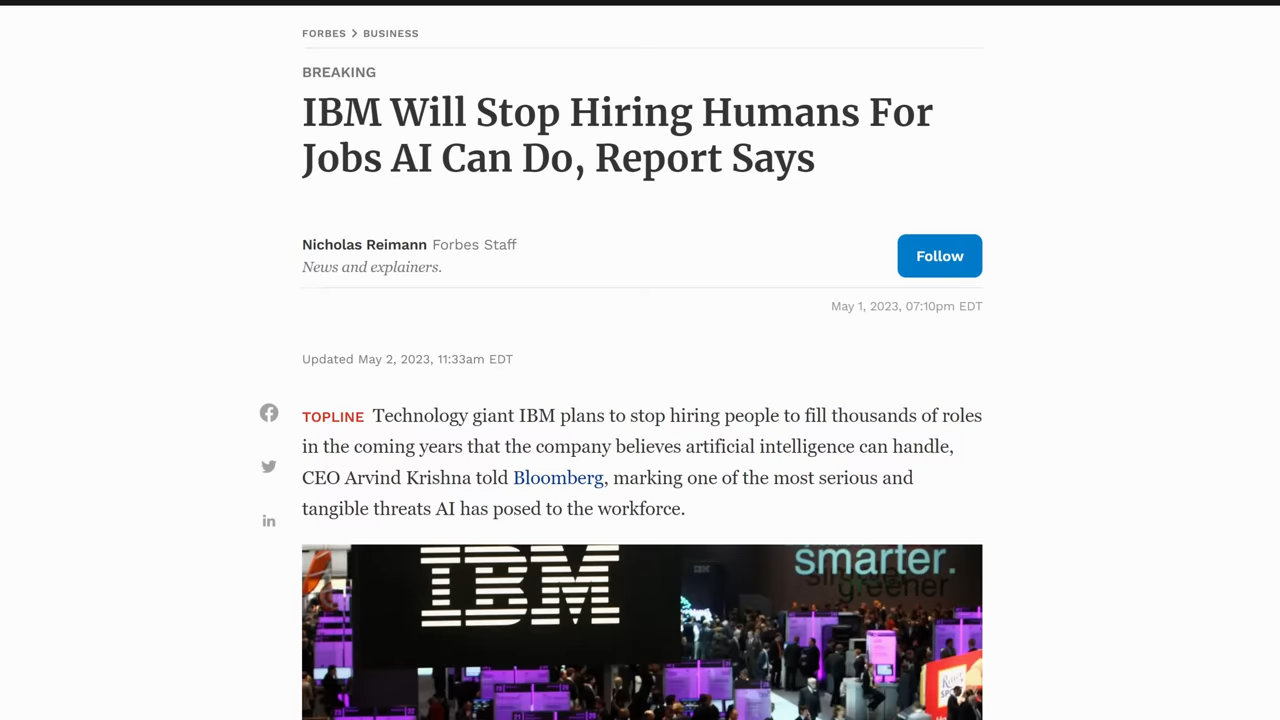 FORBES > BUSINESS
BREAKING
IBM Will Stop Hiring Humans For
Jobs AI Can Do, Report Says
Nicholas Reimann Forbes Staff
News and explainers.
Follow
May 1, 2023, 07:10pm EDT
Updated May 2, 2023, 11:33am EDT
TOPLINE Technology giant IBM plans to stop hiring people to fill thousands of roles
in the coming years that the company believes artificial intelligence can handle,
CEO Arvind Krishna told Bloomberg, marking one of the most serious and
tangible threats AI has posed to the workforce.
IBM
IBM
smarter.
greener